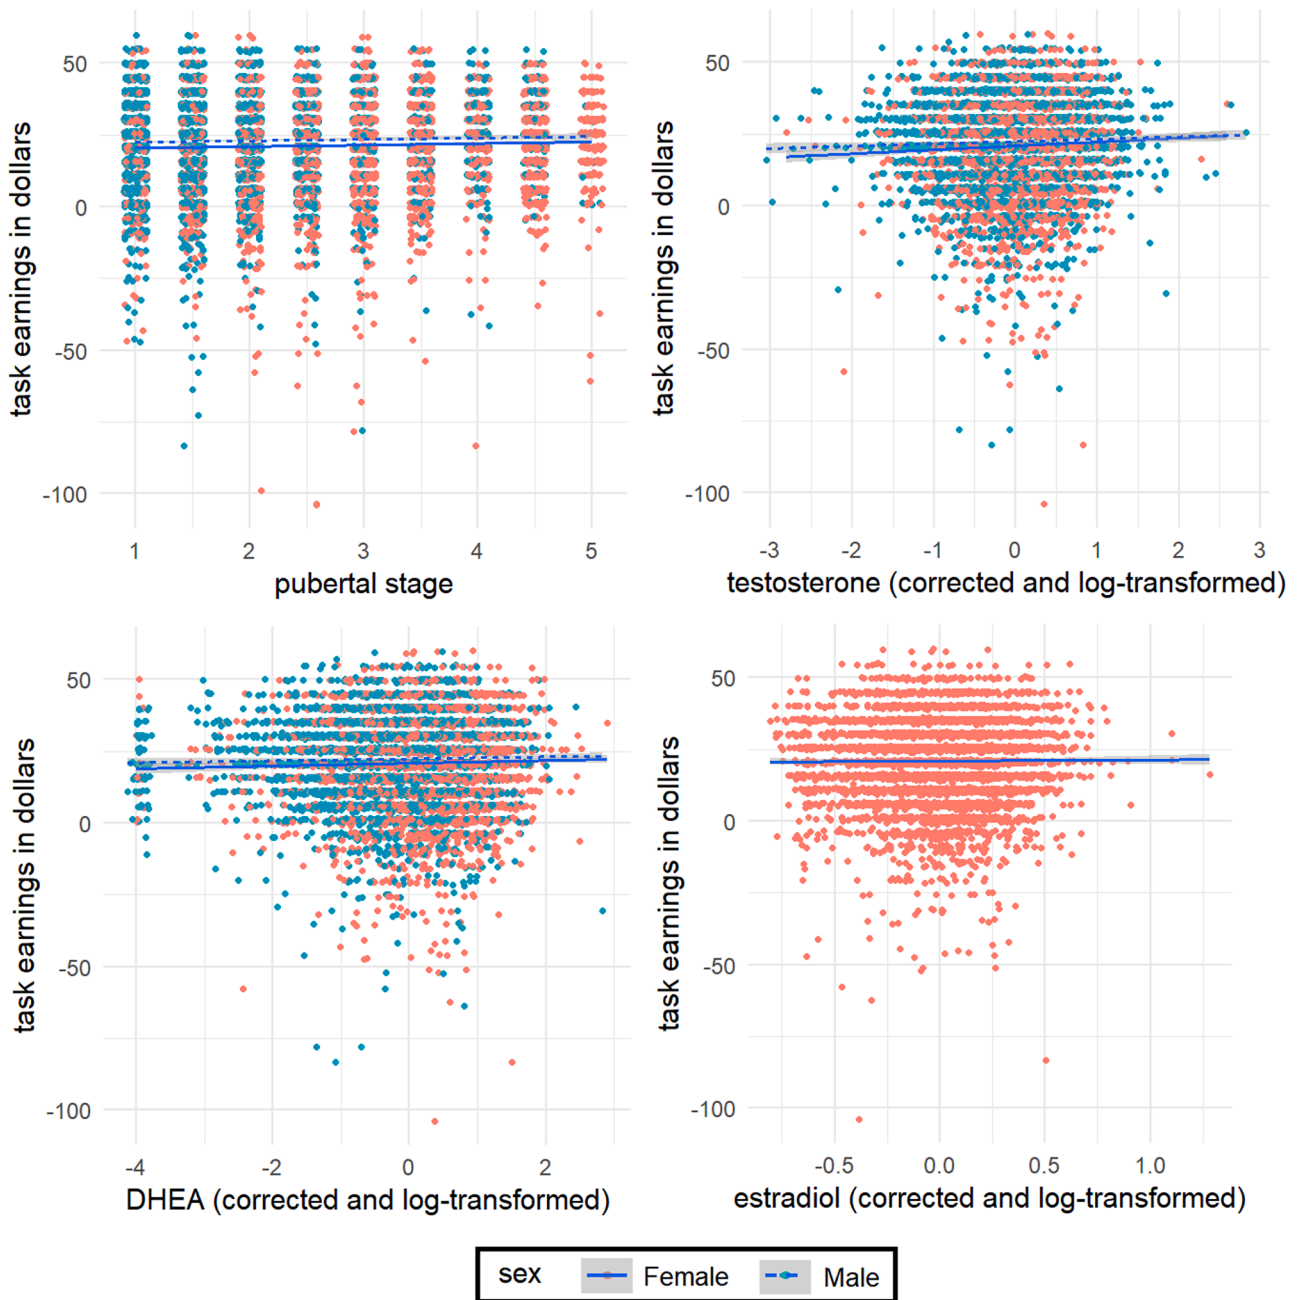 task earnings in dollars
50
0
-50
-100
1 2 3 4 5
pubertal stage
task earnings in dollars
50
0
-50
-100
-3 -2 -1 0 1 2 3
testosterone (corrected and log-transformed)
task earnings in dollars
50
0
-50
-100
-4 -2 0 2
DHEA (corrected and log-transformed)
task earnings in dollars
50
0
-50
-100
-0.5 0.0 0.5 1.0
estradiol (corrected and log-transformed)
sex Female Male